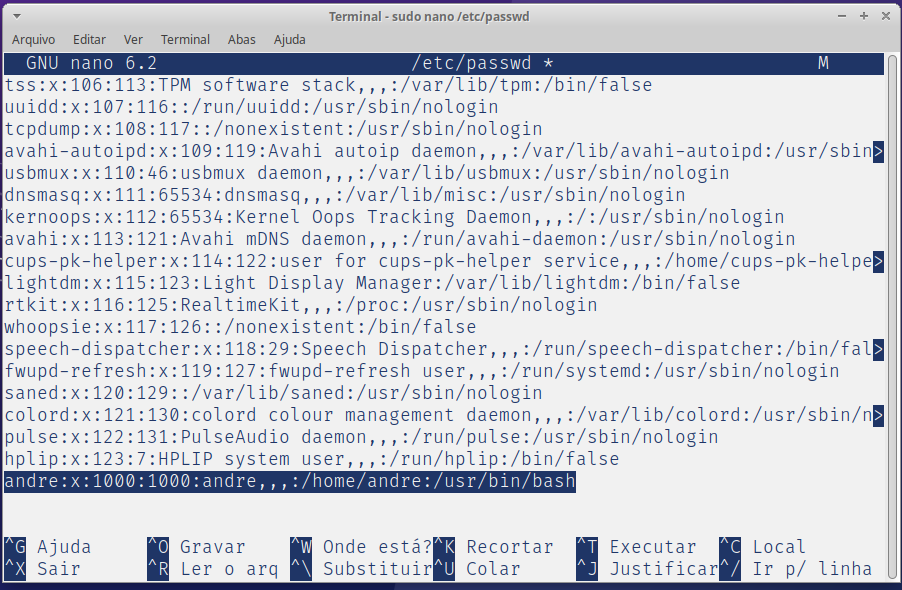 Terminal - sudo nano /etc/passwd
Arquivo Editar Ver Terminal Abas Ajuda
GNU nano 6.2 /etc/passwd * M
tss:x:106:113:TPM software stack,,,:/var/lib/tpm:/bin/false
uuidd:x:107:116::/run/uuidd:/usr/sbin/nologin
tcpdump:x:108:117::/nonexistent:/usr/sbin/nologin
avahi-autoipd:x:109:119:Avahi autoip daemon,,,:/var/lib/avahi-autoipd:/usr/sbin>
usbmux:x:110:46:usbmux daemon,,,:/var/lib/usbmux:/usr/sbin/nologin
dnsmasq:x:111:65534:dnsmasq,,,:/var/lib/misc:/usr/sbin/nologin
kernoops:x:112:65534:Kernel Oops Tracking Daemon,,,:/:/usr/sbin/nologin
avahi:x:113:121:Avahi mDNS daemon,,,:/run/avahi-daemon:/usr/sbin/nologin
cups-pk-helper:x:114:122:user for cups-pk-helper service,,,:/home/cups-pk-helpe>
lightdm:x:115:123:Light Display Manager:/var/lib/lightdm:/bin/false
rtkit:x:116:125:RealtimeKit,,,:/proc:/usr/sbin/nologin
whoopsie:x:117:126::/nonexistent:/bin/false
speech-dispatcher:x:118:29:Speech Dispatcher,,,:/run/speech-dispatcher:/bin/fal>
fwupd-refresh:x:119:127:fwupd-refresh user,,,:/run/systemd:/usr/sbin/nologin
saned:x:120:129::/var/lib/saned:/usr/sbin/nologin
colord:x:121:130:colord colour management daemon,,,:/var/lib/colord:/usr/sbin/n>
pulse:x:122:131:PulseAudio daemon,,,:/run/pulse:/usr/sbin/nologin
hplip:x:123:7:HPLIP system user,,,:/run/hplip:/bin/false
andre:x:1000:1000:andre,,,:/home/andre:/usr/bin/bash
^G Ajuda ^O Gravar ^W Onde está? ^K Recortar ^T Executar ^C Local
^X Sair ^R Ler o arq ^\ Substituir ^U Colar ^J Justificar ^/ Ir p/ linha